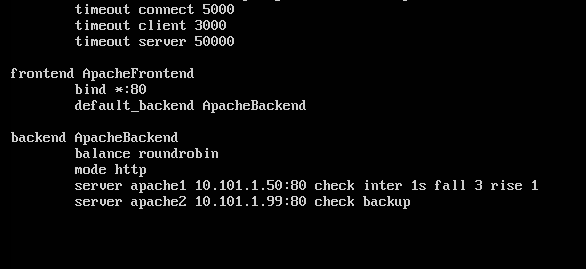 timeout connect 5000
timeout client 3000
timeout server 50000
frontend ApacheFrontend
bind *:80
default_backend ApacheBackend
backend ApacheBackend
balance roundrobin
mode http
server apache1 10.101.1.50:80 check inter 1s fall 3 rise 1
server apache2 10.101.1.99:80 check backup